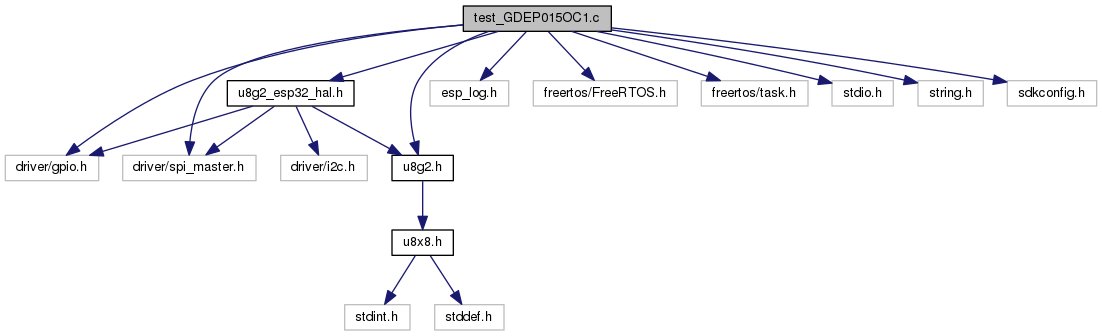 test_GDEP015OC1.c
u8g2_esp32_hal.h
esp_log.h
freertos/FreeRTOS.h
freertos/task.h
stdio.h
string.h
sdkconfig.h
driver/gpio.h
driver/spi_master.h
driver/i2c.h
u8g2.h
u8x8.h
stdint.h
stddef.h